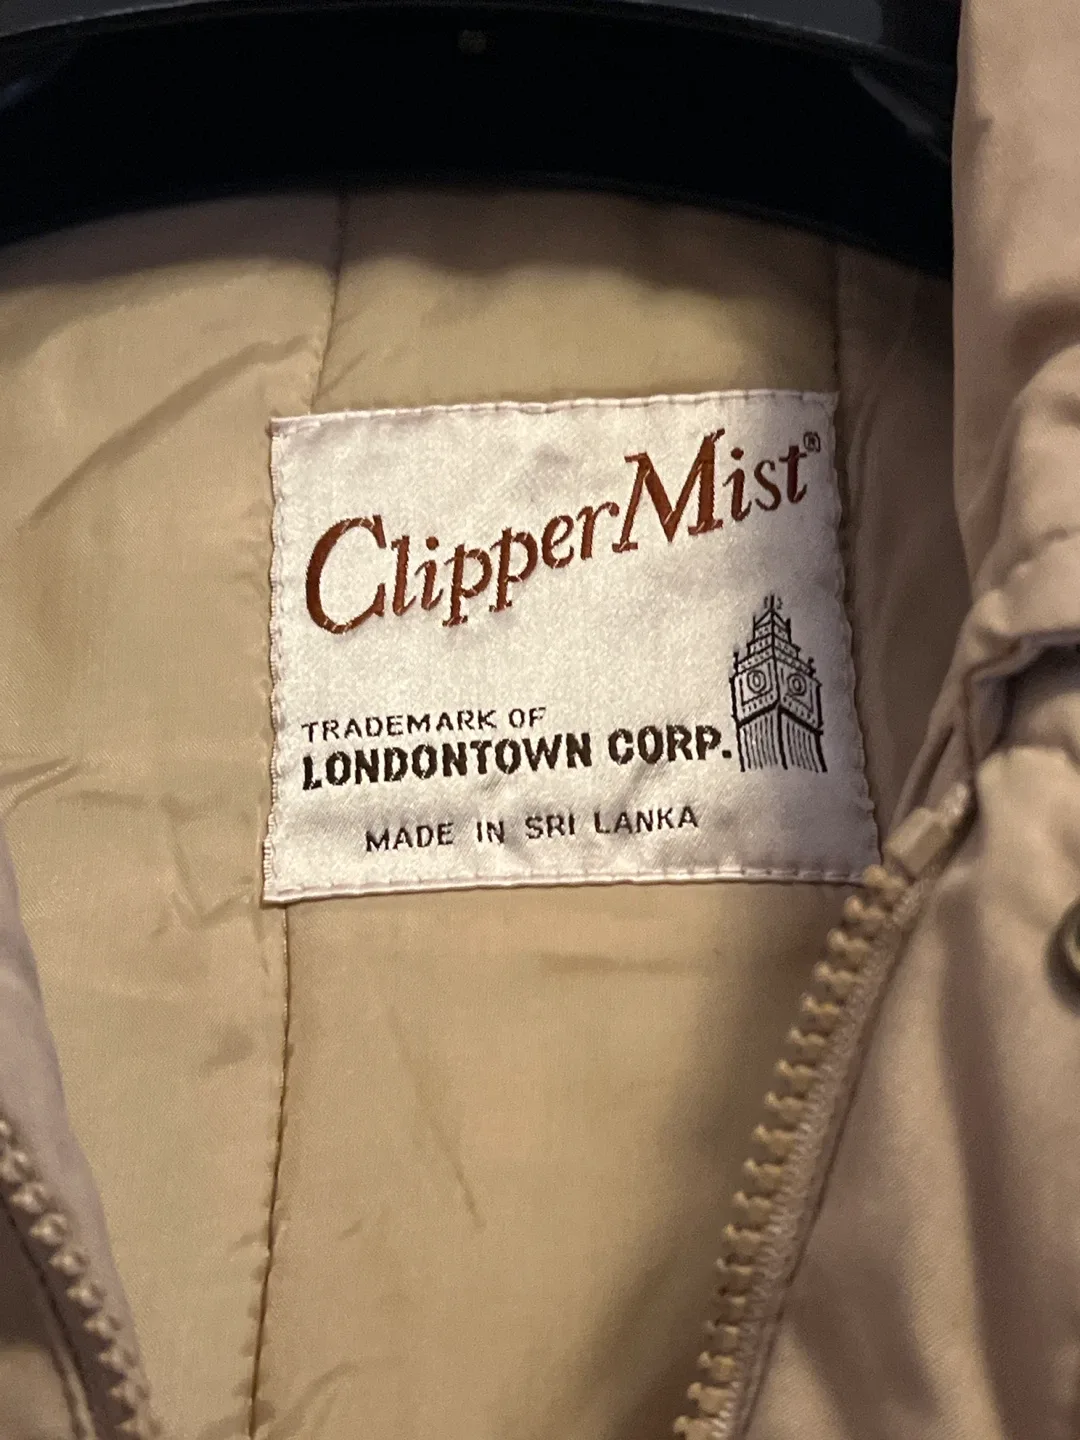 ClipperMist®
TRADEMARK OF
LONDONTOWN CORP.
MADE IN SRI LANKA